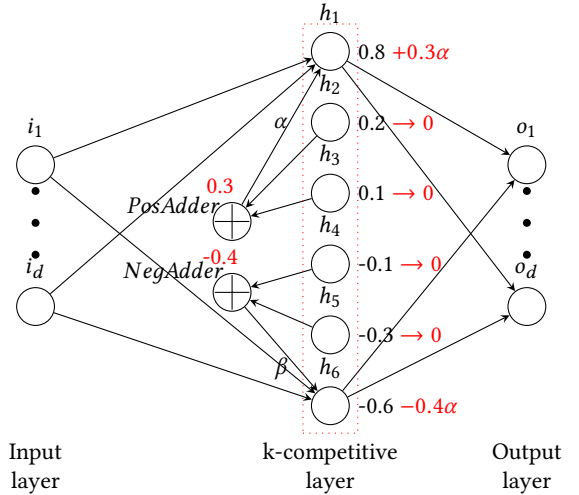 h₁
0.8 +0.3α
h₂
i₁
α
0.2 → 0
o₁
h₃
0.3
0.1 → 0
PosAdder
h₄
-0.4
i_d
NegAdder
-0.1 → 0
o_d
h₅
-0.3 → 0
h₆
β
-0.6 −0.4α
Input
layer
k-competitive
layer
Output
layer